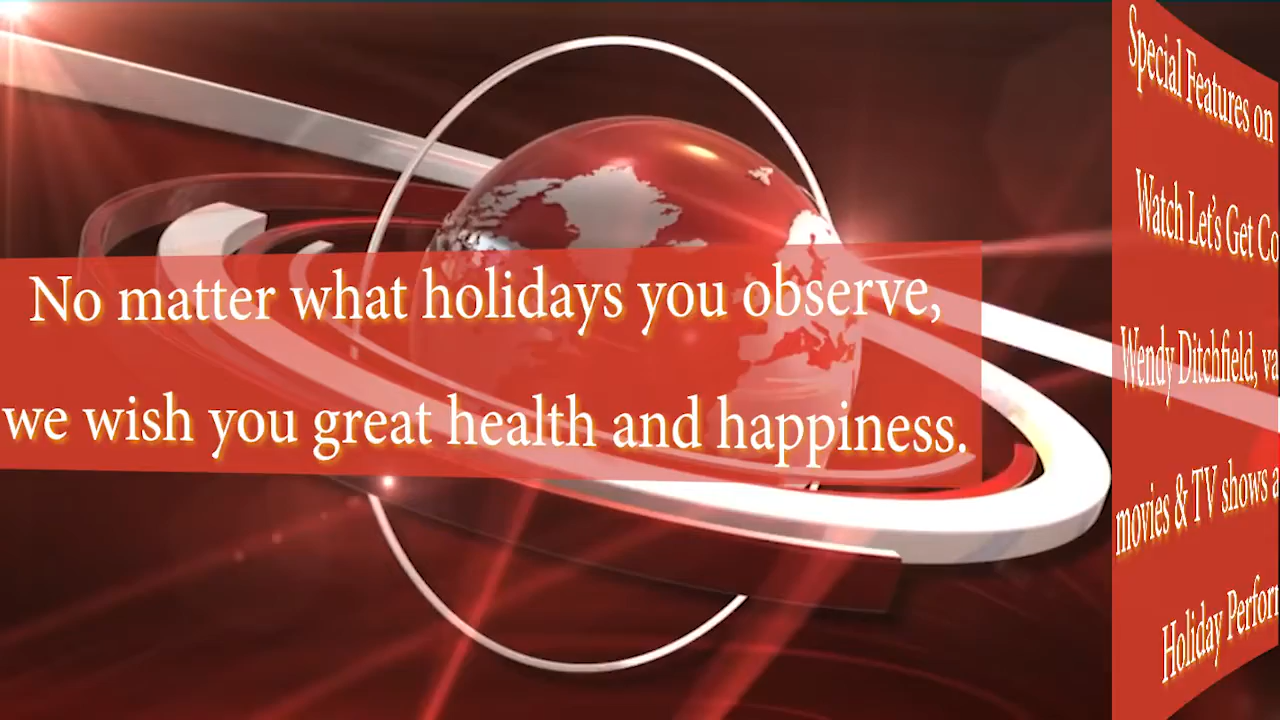 No matter what holidays you observe,
we wish you great health and happiness.
Special Features on
Watch Let's Get
Wendy Ditchfield,
movies & TV shows
Holiday